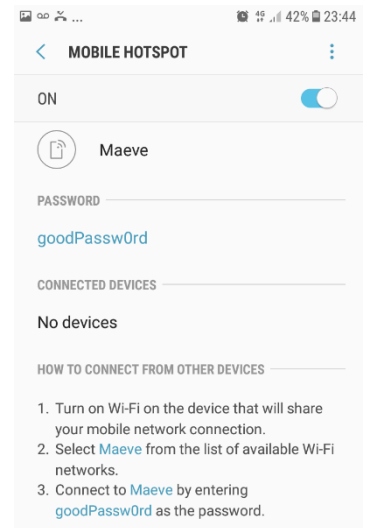 ... 4G 42% 23:44
MOBILE HOTSPOT
ON
Maeve
PASSWORD
goodPassw0rd
CONNECTED DEVICES
No devices
HOW TO CONNECT FROM OTHER DEVICES
1. Turn on Wi-Fi on the device that will share
your mobile network connection.
2. Select Maeve from the list of available Wi-Fi
networks.
3. Connect to Maeve by entering
goodPassw0rd as the password.